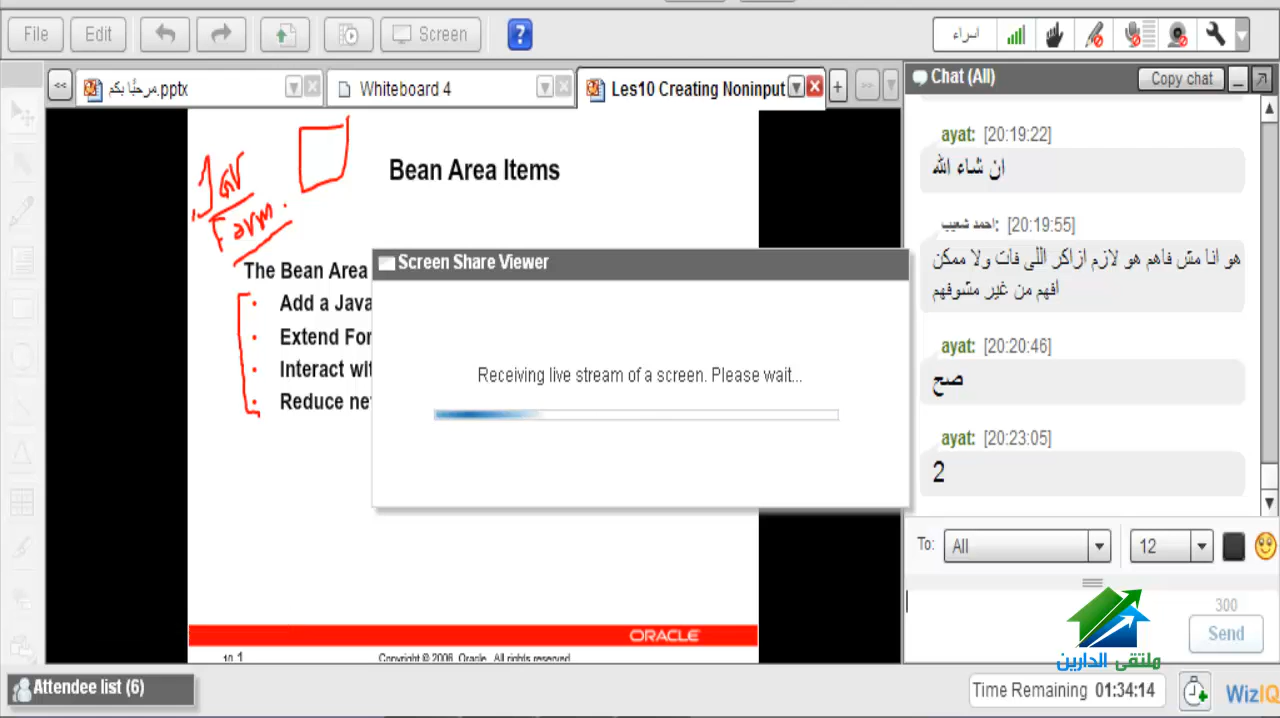 File
Edit
Screen
?
اسراء
<<
مرحبًا بكم.pptx
Whiteboard 4
Les10 Creating Noninput
+
>>
Chat (All)
Copy chat
ayat: [20:19:22]
ان شاء الله
احمد شعيب: [20:19:55]
هو انا مش فاهم هو لازم ازاكر اللى فات ولا ممكن
افهم من غير مشوفهم
ayat: [20:20:46]
صح
ayat: [20:23:05]
2
To:
All
12
300
Send
Bean Area Items
Form.
The Bean Area
Add a Java
Extend For
Interact wit
Reduce ne
Screen Share Viewer
Receiving live stream of a screen. Please wait...
ORACLE
10.1
Copyright © 2006, Oracle. All rights reserved.
ملتقى الدارين
Attendee list (6)
Time Remaining 01:34:14
WizIQ